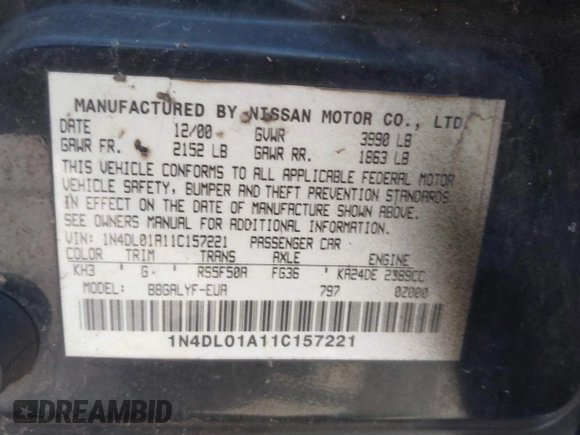 MANUFACTURED BY NISSAN MOTOR CO., LTD.
DATE 12/00 GVWR 3990 LB
GAWR FR. 2152 LB GAWR RR. 1863 LB
THIS VEHICLE CONFORMS TO ALL APPLICABLE FEDERAL MOTOR
VEHICLE SAFETY, BUMPER AND THEFT PREVENTION STANDARDS
IN EFFECT ON THE DATE OF MANUFACTURE SHOWN ABOVE.
SEE OWNERS MANUAL FOR ADDITIONAL INFORMATION.
VIN: 1N4DL01A11C157221 PASSENGER CAR
COLOR TRIM TRANS AXLE ENGINE
KH3 G RS5F50A FG36 KA24DE 2389CC
MODEL: BBGALYF-EUA 797 0Z000
1N4DL01A11C157221
DREAMBID